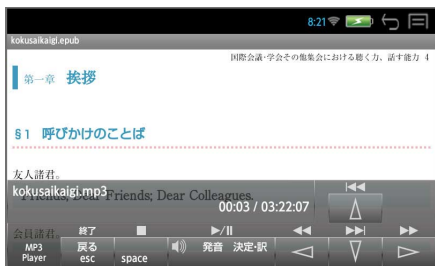 8:21
kokusaikaigi.epub
国際会議・学会その他集会における聴く力、話す能力 4
第一章 挨拶
§1 呼びかけのことば
友人諸君。
kokusaikaigi.mp3
Friends; Dear Friends; Dear Colleagues.
00:03 / 03:22:07
会員諸君。
終了
MP3 Player
戻る esc
space
発音 決定・訳